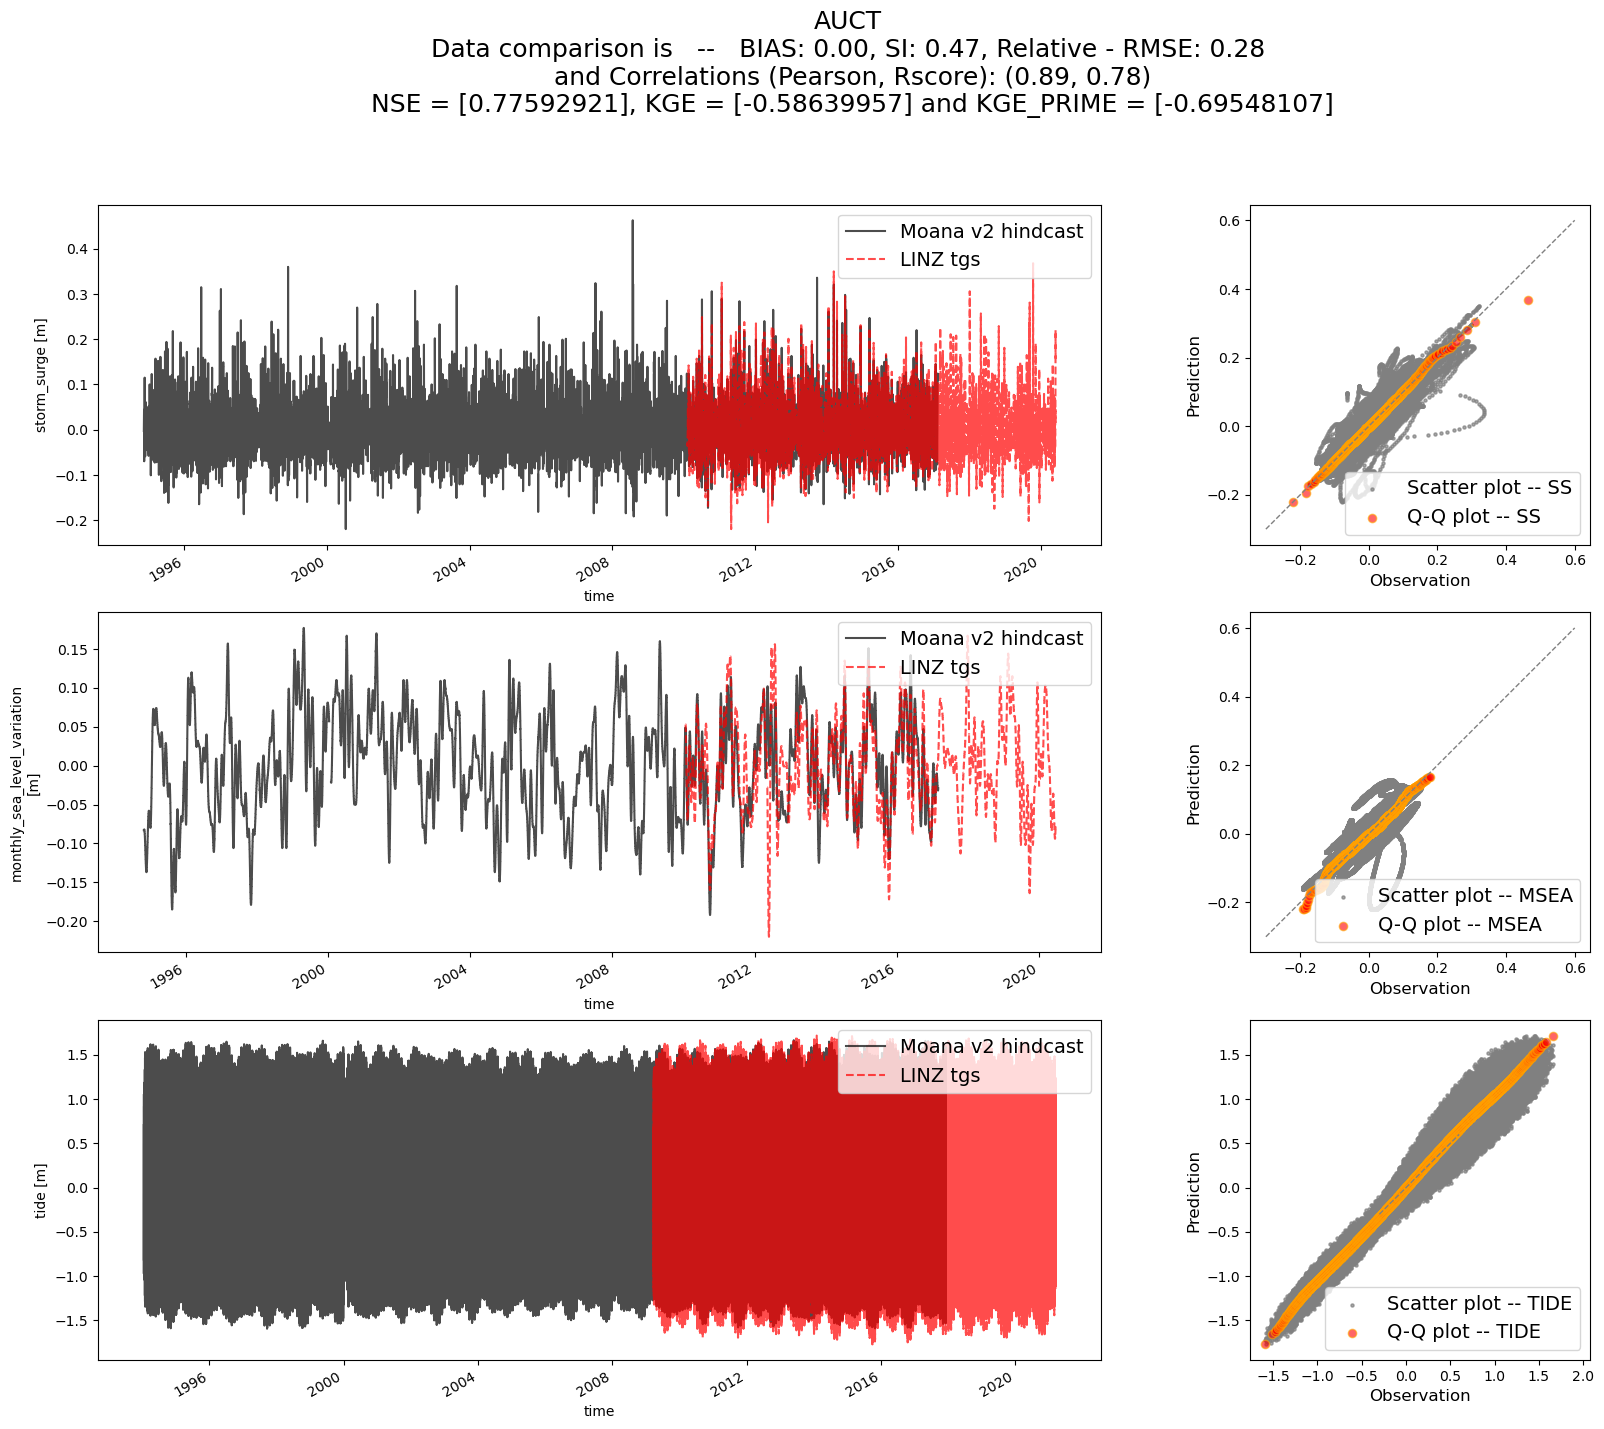 AUCT
Data comparison is -- BIAS: 0.00, SI: 0.47, Relative - RMSE: 0.28
and Correlations (Pearson, Rscore): (0.89, 0.78)
NSE = [0.77592921], KGE = [-0.58639957] and KGE_PRIME = [-0.69548107]
storm_surge [m]
0.4
0.3
0.2
0.1
0.0
−0.1
−0.2
Moana v2 hindcast
LINZ tgs
1996
2000
2004
2008
2012
2016
2020
time
Prediction
0.6
0.4
0.2
0.0
−0.2
Scatter plot -- SS
Q-Q plot -- SS
−0.2
0.0
0.2
0.4
0.6
Observation
monthly_sea_level_variation
[m]
0.15
0.10
0.05
0.00
−0.05
−0.10
−0.15
−0.20
Moana v2 hindcast
LINZ tgs
1996
2000
2004
2008
2012
2016
2020
time
Prediction
0.6
0.4
0.2
0.0
−0.2
Scatter plot -- MSEA
Q-Q plot -- MSEA
−0.2
0.0
0.2
0.4
0.6
Observation
tide [m]
1.5
1.0
0.5
0.0
−0.5
−1.0
−1.5
Moana v2 hindcast
LINZ tgs
1996
2000
2004
2008
2012
2016
2020
time
Prediction
1.5
1.0
0.5
0.0
−0.5
−1.0
−1.5
Scatter plot -- TIDE
Q-Q plot -- TIDE
−1.5
−1.0
−0.5
0.0
0.5
1.0
1.5
2.0
Observation